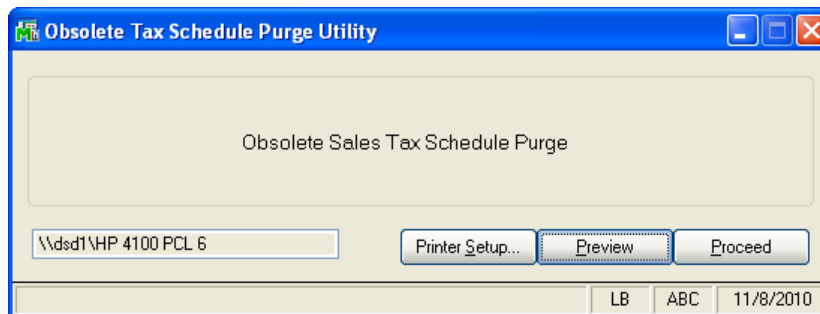 Obsolete Tax Schedule Purge Utility
Obsolete Sales Tax Schedule Purge
\\dsd1\HP 4100 PCL 6 Printer Setup... Preview Proceed
LB ABC 11/8/2010